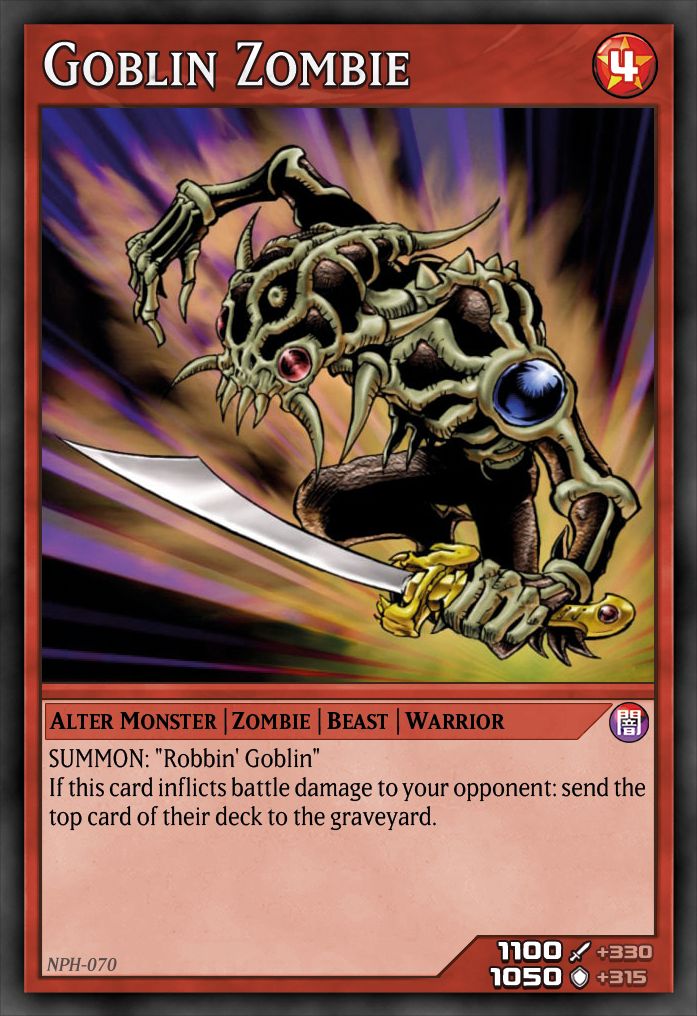 Goblin Zombie
4
Alter Monster | Zombie | Beast | Warrior
闇
SUMMON: "Robbin' Goblin"
If this card inflicts battle damage to your opponent: send the
top card of their deck to the graveyard.
1100 +330
1050 +315
NPH-070